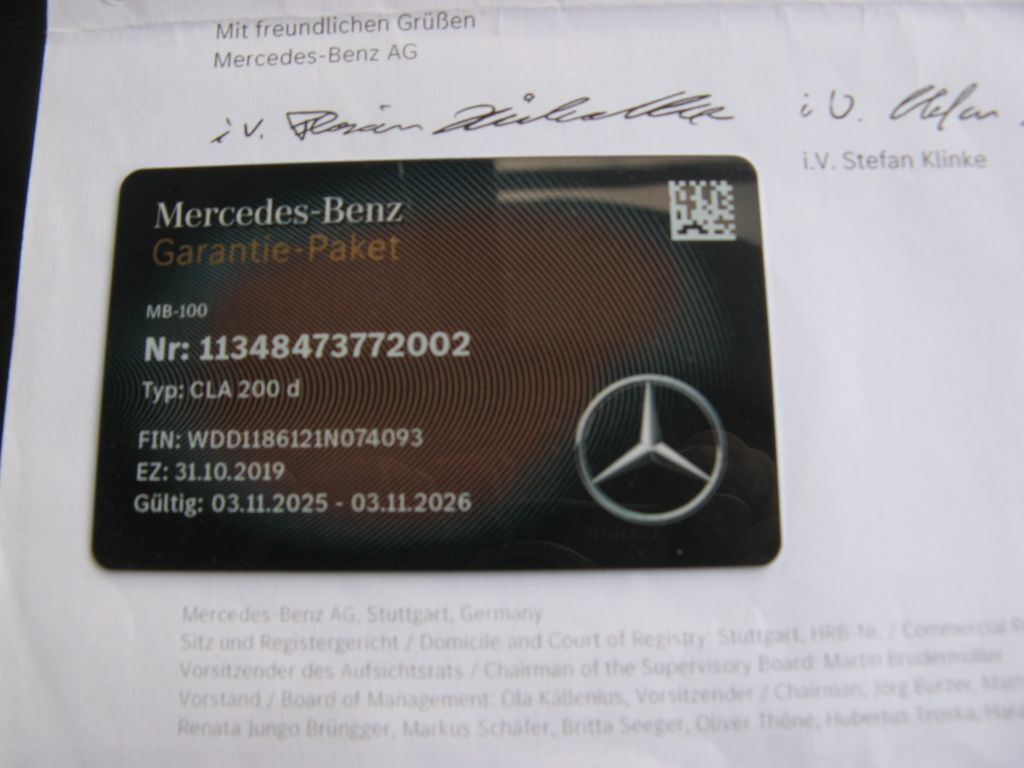 Mit freundlichen Grüßen
Mercedes-Benz AG
i.V. Florian
i.V. Stefan
i.V. Stefan Klinke
Mercedes-Benz
Garantie-Paket
MB-100
Nr: 11348473772002
Typ: CLA 200 d
FIN: WDD1186121N074093
EZ: 31.10.2019
Gültig: 03.11.2025 - 03.11.2026
Mercedes-Benz AG, Stuttgart, Germany
Sitz und Registergericht / Domicile and Court of Registry: Stuttgart, HRB-Nr. / Commercial
Vorsitzender des Aufsichtsrats / Chairman of the Supervisory Board: Martin Brudermüller
Vorstand / Board of Management: Ola Källenius, Vorsitzender / Chairman, Jörg Burzer,
Renata Jungo Brüngger, Markus Schäfer, Britta Seeger, Oliver Thöne, Hubertus Troska,